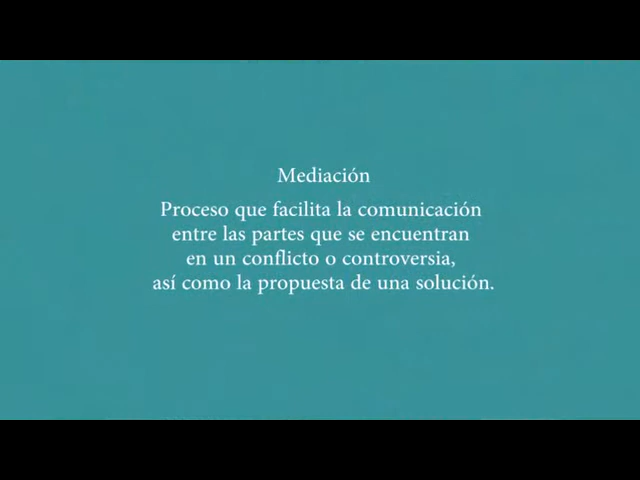 Mediación
Proceso que facilita la comunicación
entre las partes que se encuentran
en un conflicto o controversia,
así como la propuesta de una solución.